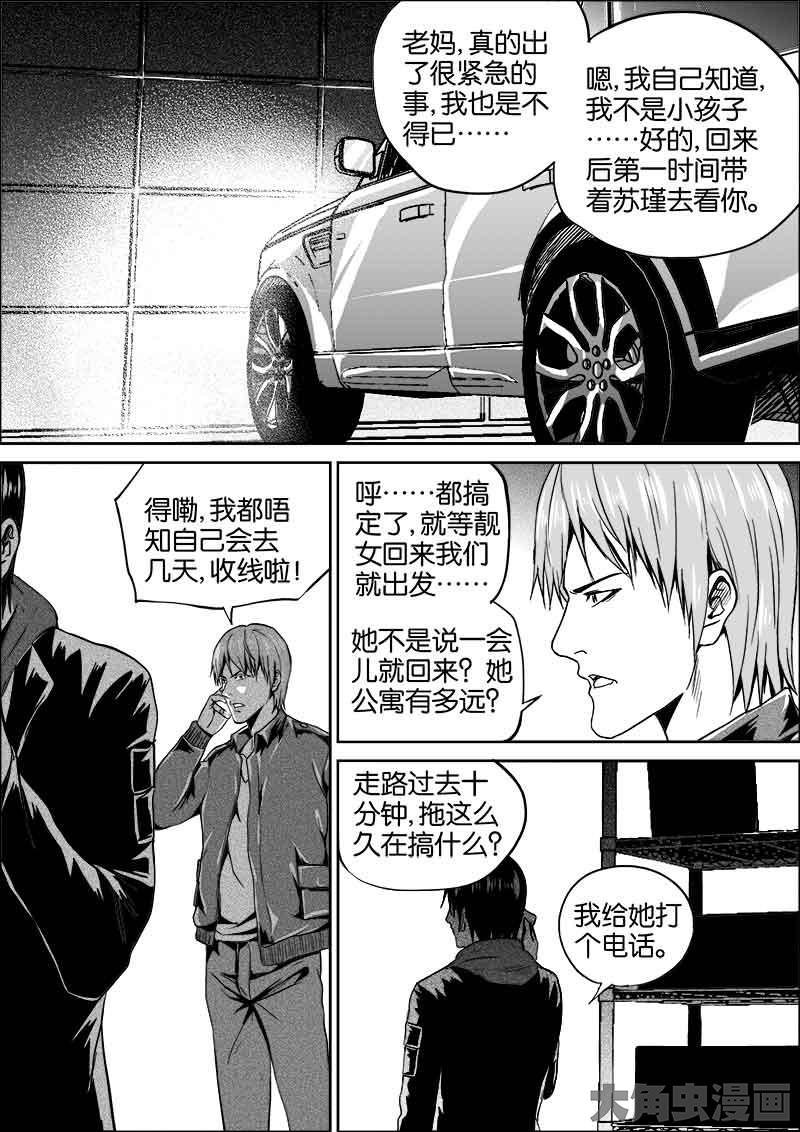 老妈，真的出
了很紧急的
事，我也是不
得已……
嗯，我自己知道，
我不是小孩子
……好的，回来
后第一时间带
着苏瑾去看你。
得嘞，我都唔
知自己会去
几天，收线啦！
呼……都搞
定了，就等靓
女回来我们
就出发……
她不是说一会
儿就回来？她
公寓有多远？
走路过去十
分钟，拖这么
久在搞什么？
我给她打
个电话。
大角虫漫画